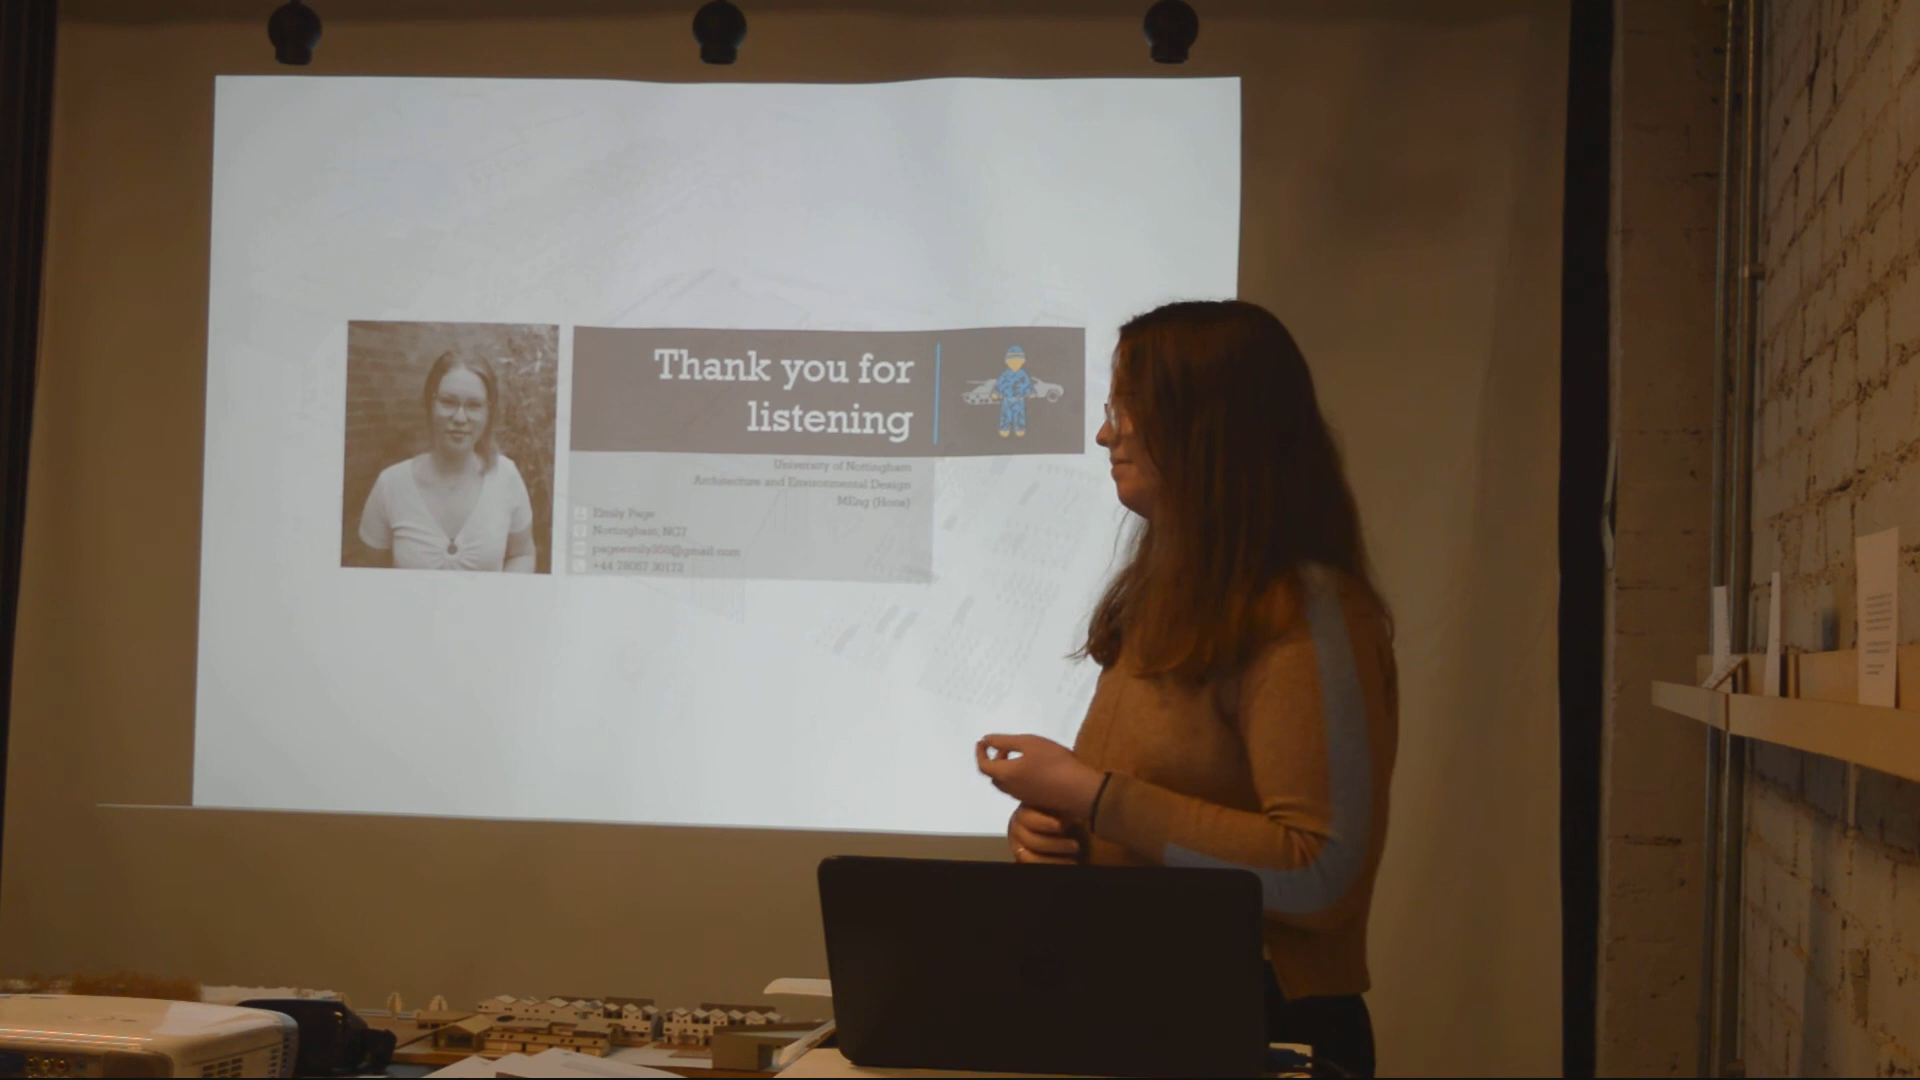 Thank you for
listening
University of Nottingham
Architecture and Environmental Design
MEng (Hons)
Emily Page
Nottingham, NG7